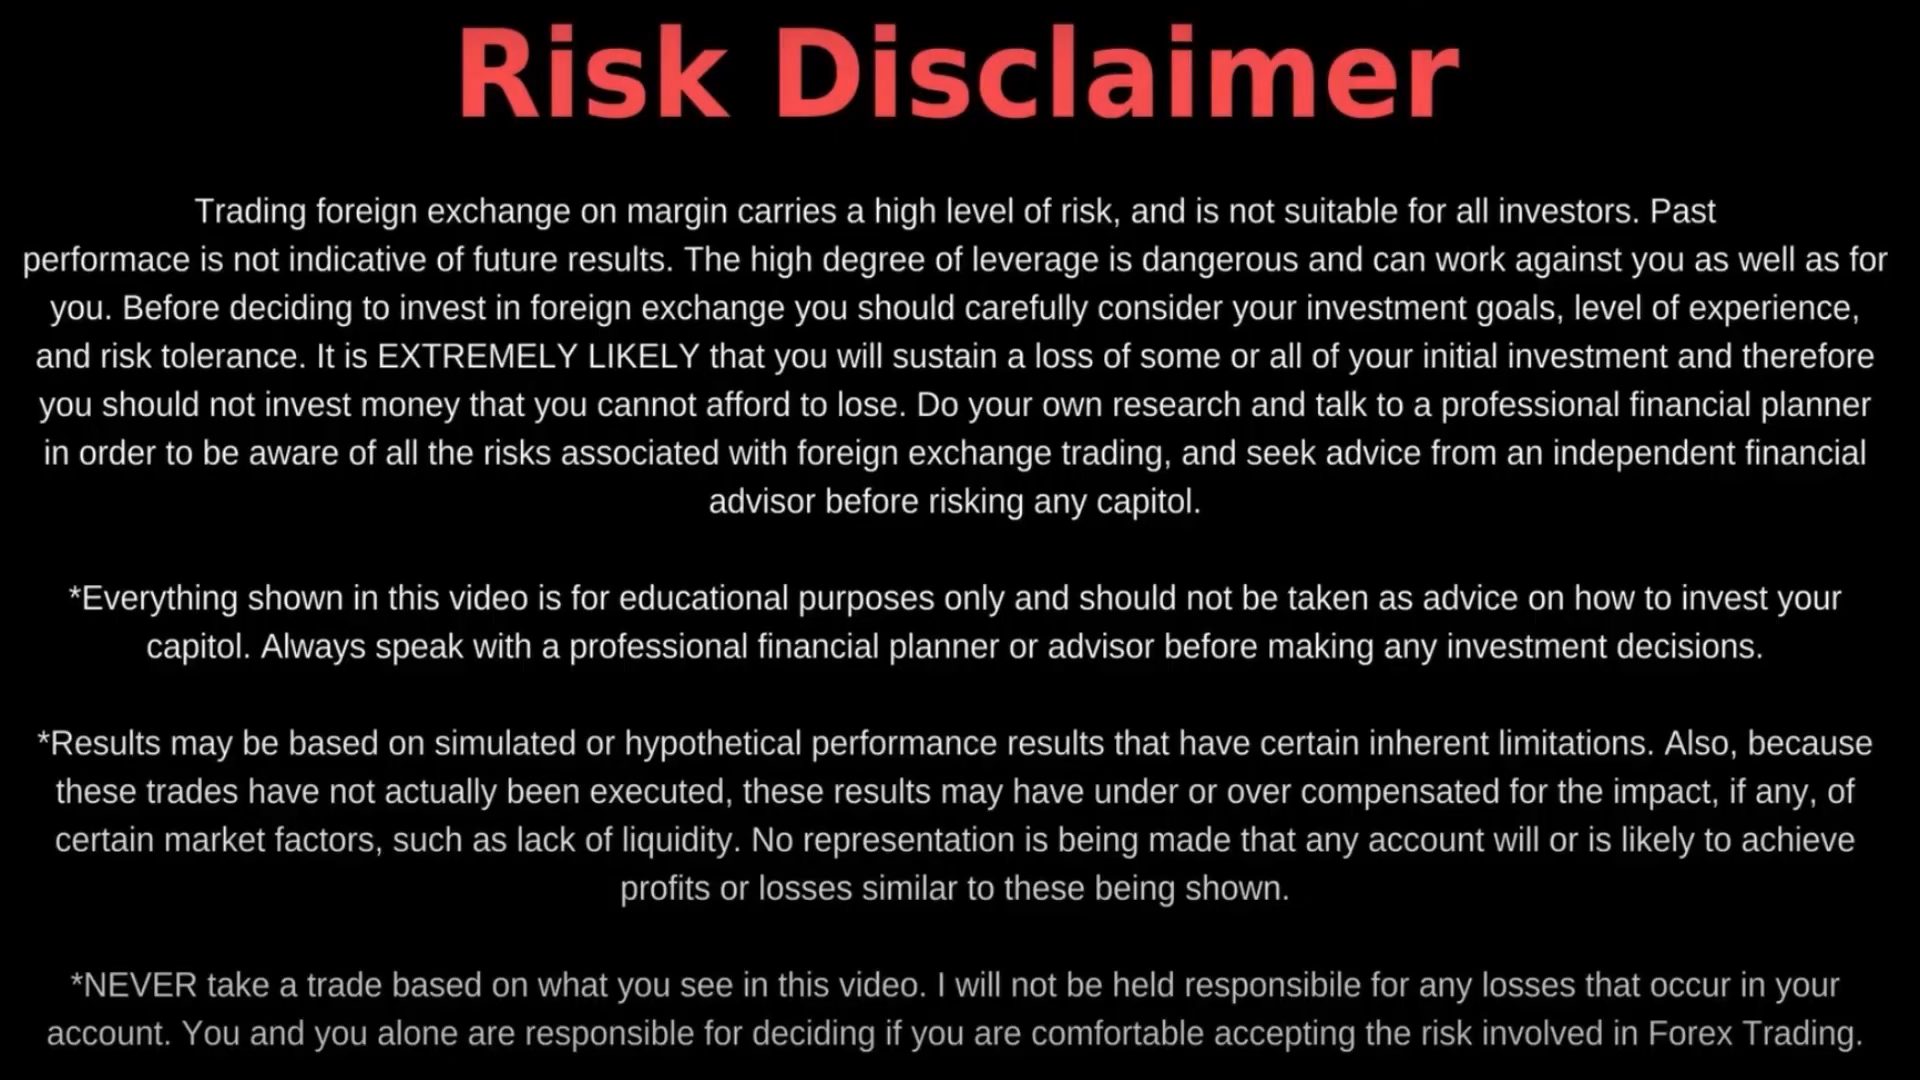 Risk Disclaimer
Trading foreign exchange on margin carries a high level of risk, and is not suitable for all investors. Past
performace is not indicative of future results. The high degree of leverage is dangerous and can work against you as well as for
you. Before deciding to invest in foreign exchange you should carefully consider your investment goals, level of experience,
and risk tolerance. It is EXTREMELY LIKELY that you will sustain a loss of some or all of your initial investment and therefore
you should not invest money that you cannot afford to lose. Do your own research and talk to a professional financial planner
in order to be aware of all the risks associated with foreign exchange trading, and seek advice from an independent financial
advisor before risking any capitol.
*Everything shown in this video is for educational purposes only and should not be taken as advice on how to invest your
capitol. Always speak with a professional financial planner or advisor before making any investment decisions.
*Results may be based on simulated or hypothetical performance results that have certain inherent limitations. Also, because
these trades have not actually been executed, these results may have under or over compensated for the impact, if any, of
certain market factors, such as lack of liquidity. No representation is being made that any account will or is likely to achieve
profits or losses similar to these being shown.
*NEVER take a trade based on what you see in this video. I will not be held responsibile for any losses that occur in your
account. You and you alone are responsible for deciding if you are comfortable accepting the risk involved in Forex Trading.